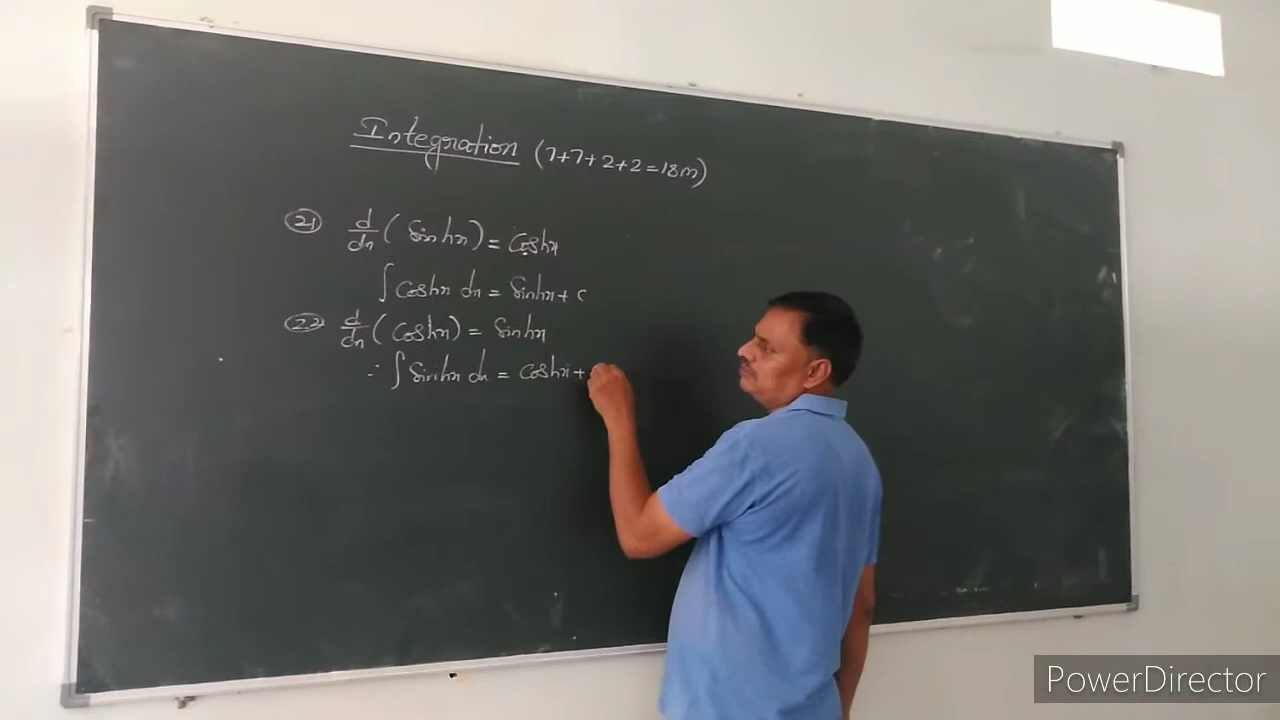 Integration (7+7+2+2=18m)
21 d/dx (Sinhx) = Coshx
∫ Coshx dx = Sinhx + c
22 d/dx (Coshx) = Sinhx
∴ ∫ Sinhx dx = Coshx +
PowerDirector